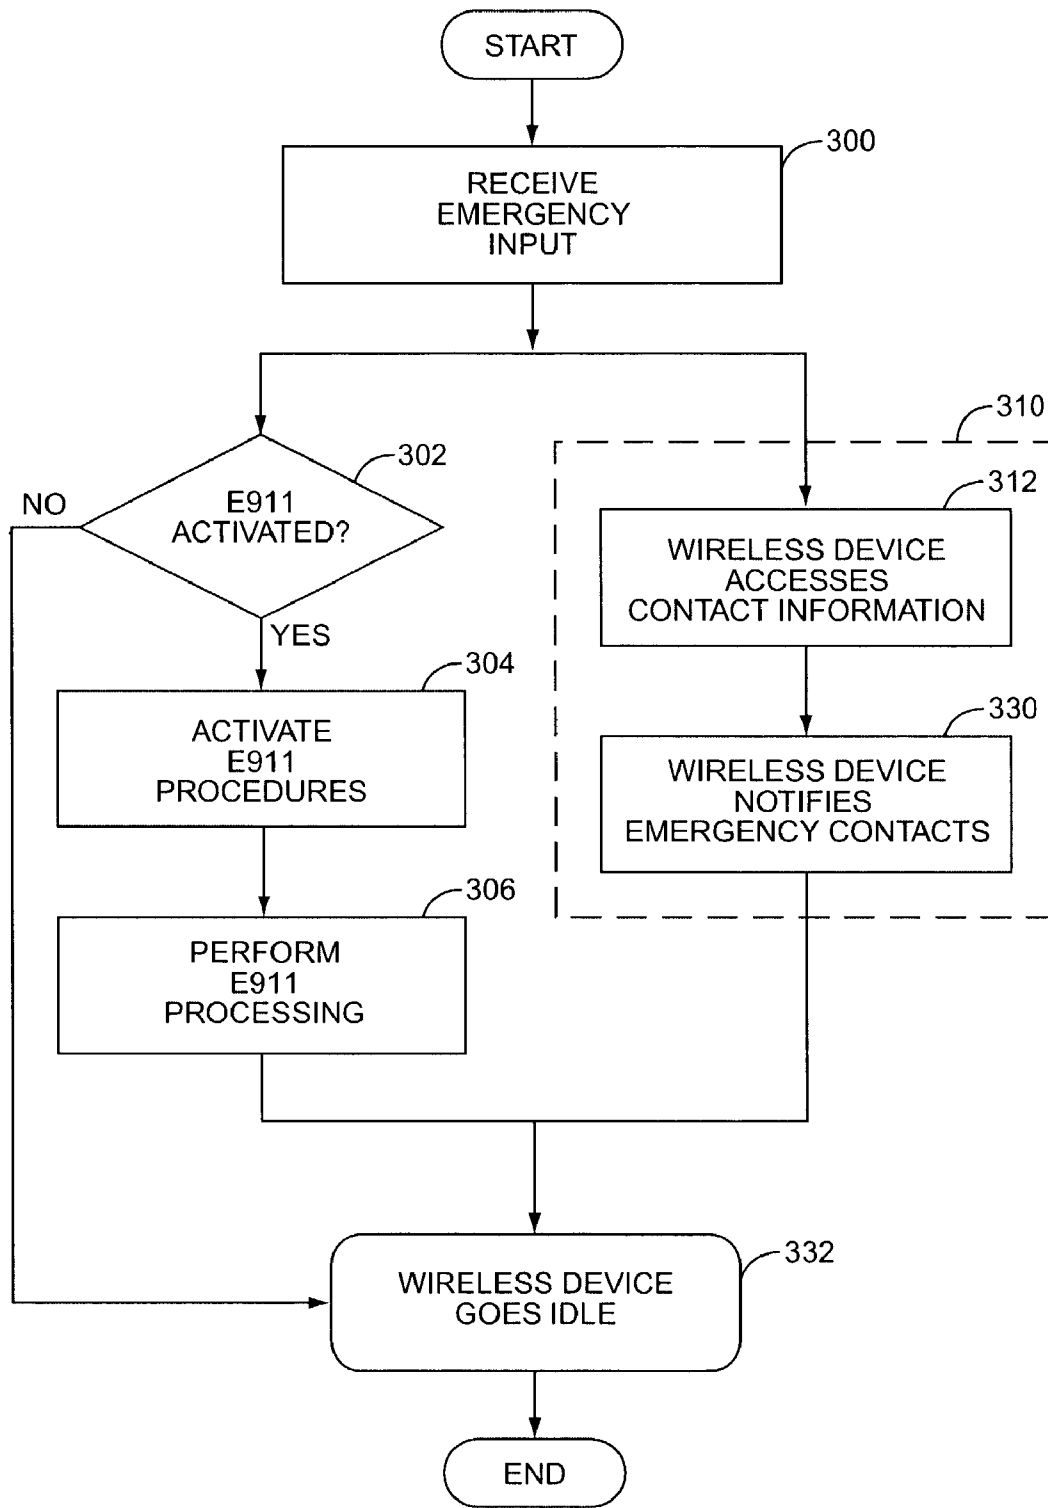 START
300
RECEIVE
EMERGENCY
INPUT
310
302
E911
ACTIVATED?
NO
YES
312
WIRELESS DEVICE
ACCESSES
CONTACT INFORMATION
304
ACTIVATE
E911
PROCEDURES
330
WIRELESS DEVICE
NOTIFIES
EMERGENCY CONTACTS
306
PERFORM
E911
PROCESSING
332
WIRELESS DEVICE
GOES IDLE
END